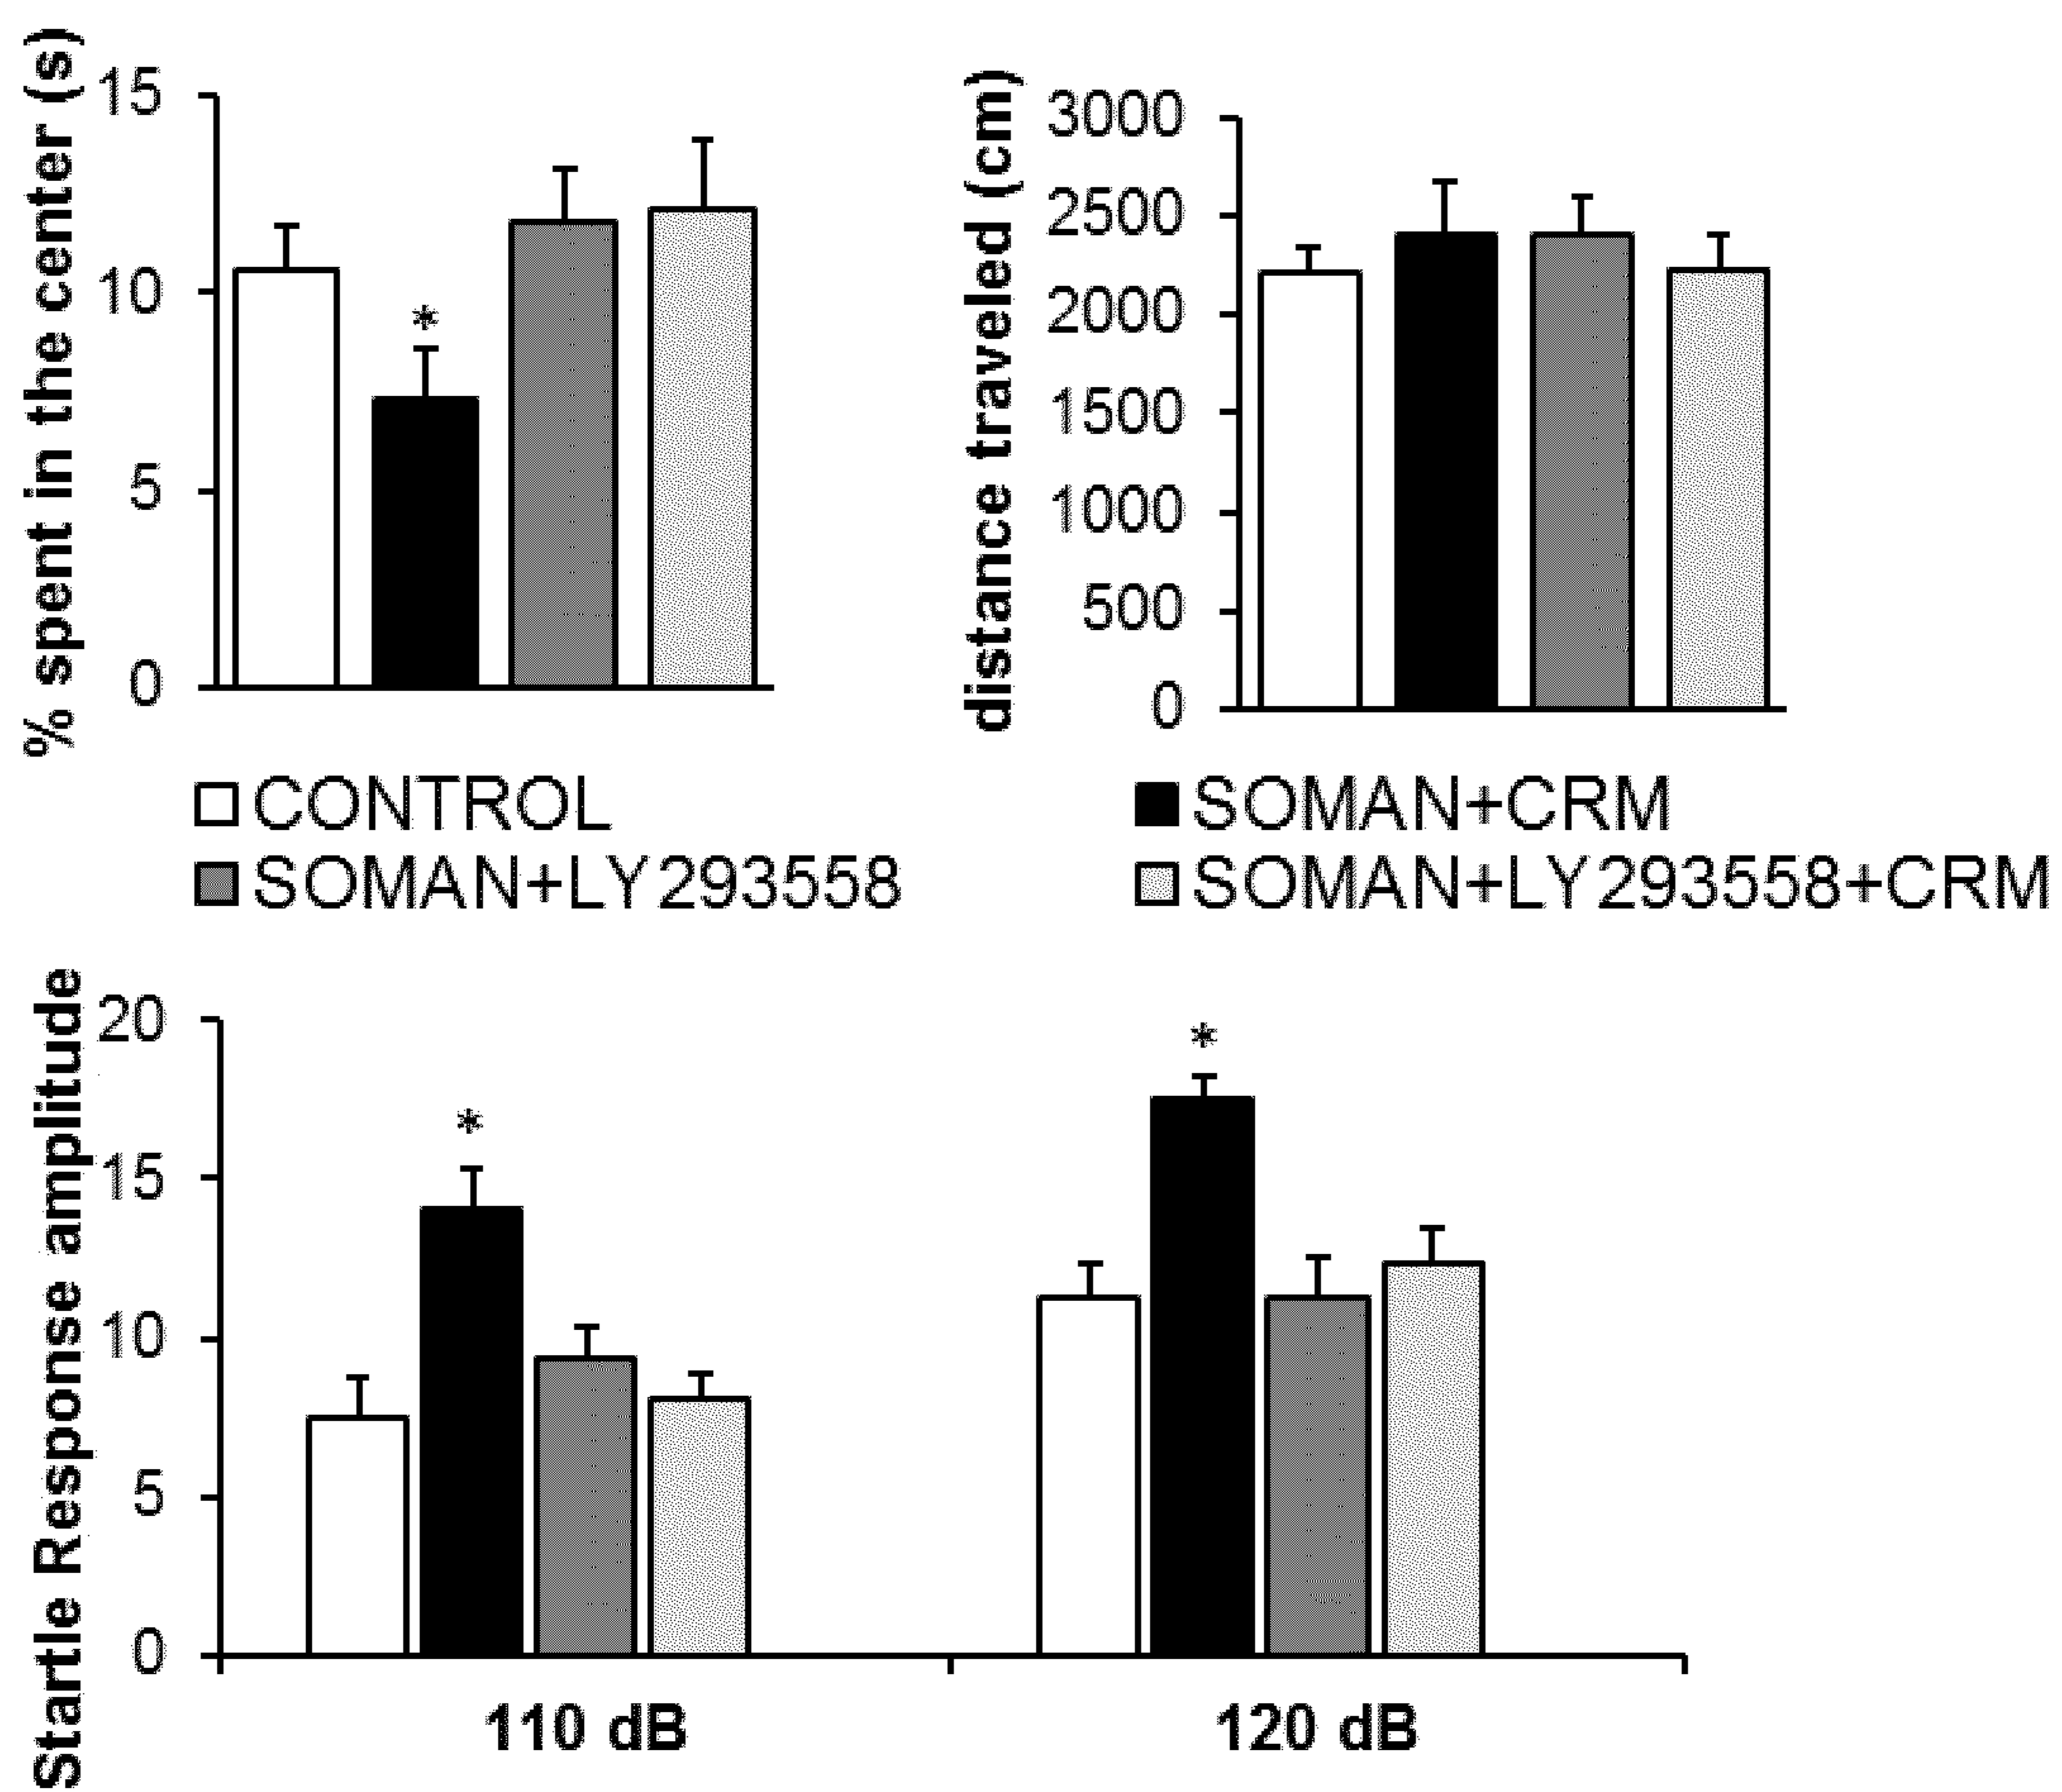 % spent in the center (s)
15
10
5
0
*
distance traveled (cm)
3000
2500
2000
1500
1000
500
0
CONTROL
SOMAN+CRM
SOMAN+LY293558
SOMAN+LY293558+CRM
Startle Response amplitude
20
15
10
5
0
*
*
110 dB
120 dB